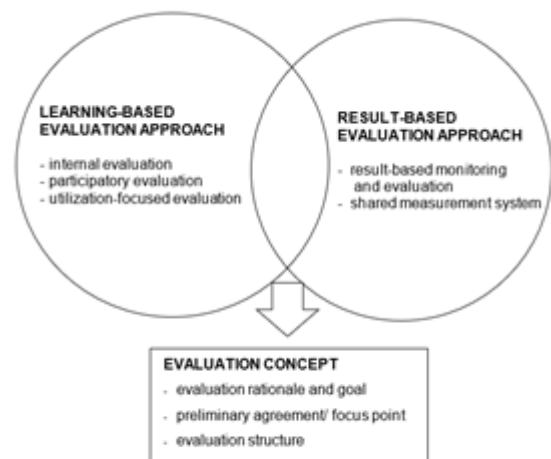 LEARNING-BASED
EVALUATION APPROACH
- internal evaluation
- participatory evaluation
- utilization-focused evaluation
RESULT-BASED
EVALUATION APPROACH
- result-based monitoring
and evaluation
- shared measurement system
EVALUATION CONCEPT
- evaluation rationale and goal
- preliminary agreement/ focus point
- evaluation structure